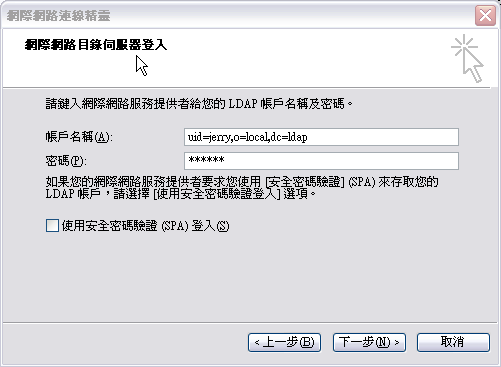 網際網路連線精靈
網際網路目錄伺服器登入
請鍵入網際網路服務提供者給您的 LDAP 帳戶名稱及密碼。
帳戶名稱(A):
uid=jerry,o=local,dc=ldap
密碼(P):
******
如果您的網際網路服務提供者要求您使用 [安全密碼驗證] (SPA) 來存取您的
LDAP 帳戶，請選擇 [使用安全密碼驗證登入] 選項。
使用安全密碼驗證 (SPA) 登入(S)
< 上一步(B)
下一步(N) >
取消